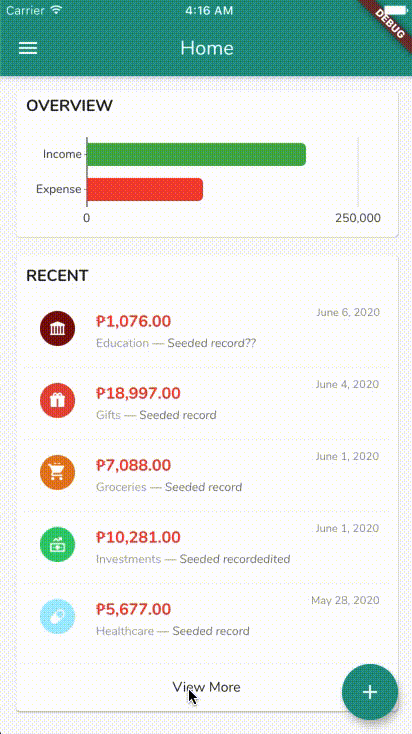 Carrier 4:16 AM
DEBUG
Home
OVERVIEW
Income
Expense
0 250,000
RECENT
₱1,076.00 June 6, 2020
Education — Seeded record??
₱18,997.00 June 4, 2020
Gifts — Seeded record
₱7,088.00 June 1, 2020
Groceries — Seeded record
₱10,281.00 June 1, 2020
Investments — Seeded recordedited
₱5,677.00 May 28, 2020
Healthcare — Seeded record
View More
+